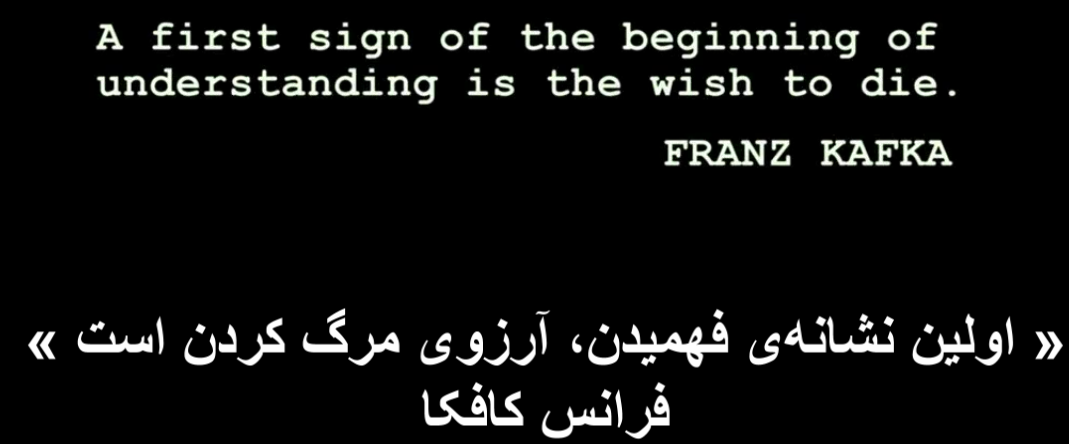 A first sign of the beginning of
understanding is the wish to die.
FRANZ KAFKA
« اولین نشانه‌ی فهمیدن، آرزوی مرگ کردن است »
فرانس کافکا